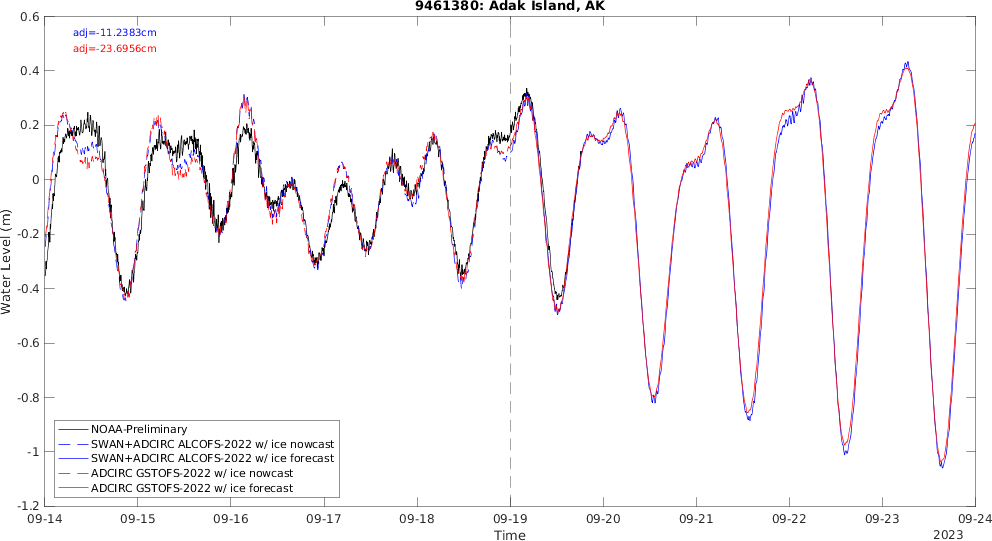 9461380: Adak Island, AK
adj=-11.2383cm
adj=-23.6956cm
0.6
0.4
0.2
0
-0.2
-0.4
-0.6
-0.8
-1
-1.2
Water Level (m)
NOAA-Preliminary
SWAN+ADCIRC ALCOFS-2022 w/ ice nowcast
SWAN+ADCIRC ALCOFS-2022 w/ ice forecast
ADCIRC GSTOFS-2022 w/ ice nowcast
ADCIRC GSTOFS-2022 w/ ice forecast
09-14 09-15 09-16 09-17 09-18 09-19 09-20 09-21 09-22 09-23 09-24
Time
2023